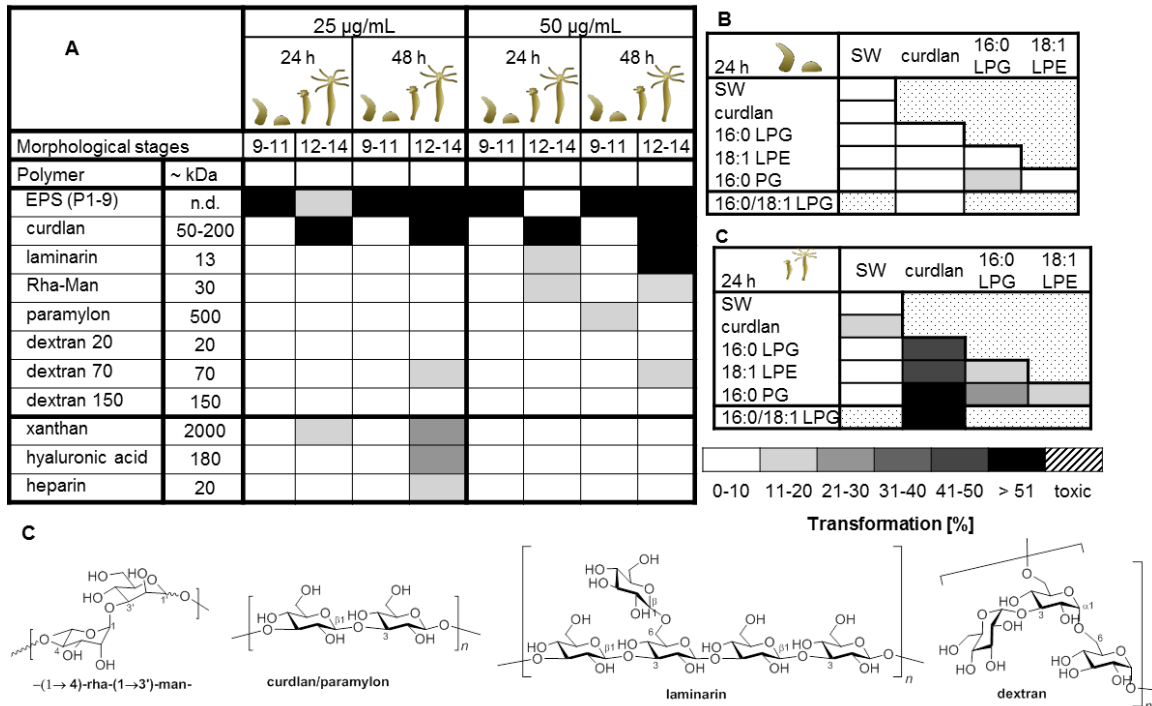 A
25 µg/mL
50 µg/mL
24 h
48 h
24 h
48 h
Morphological stages
9-11
12-14
9-11
12-14
9-11
12-14
9-11
12-14
Polymer
~ kDa
EPS (P1-9)
n.d.
curdlan
50-200
laminarin
13
Rha-Man
30
paramylon
500
dextran 20
20
dextran 70
70
dextran 150
150
xanthan
2000
hyaluronic acid
180
heparin
20
B
24 h
SW
curdlan
16:0
LPG
18:1
LPE
SW
curdlan
16:0 LPG
18:1 LPE
16:0 PG
16:0/18:1 LPG
C
24 h
SW
curdlan
16:0
LPG
18:1
LPE
SW
curdlan
16:0 LPG
18:1 LPE
16:0 PG
16:0/18:1 LPG
0-10
11-20
21-30
31-40
41-50
> 51
toxic
Transformation [%]
C
–(1→ 4)-rha-(1→3')-man-
curdlan/paramylon
laminarin
dextran